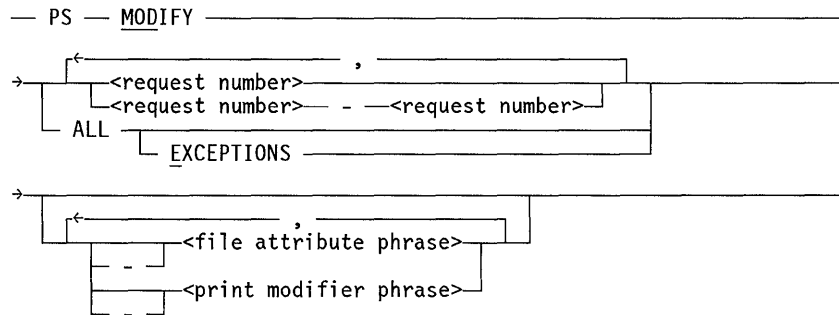 PS MODIFY
,
<request number>
<request number> - <request number>
ALL
EXCEPTIONS
,
<file attribute phrase>
-
<print modifier phrase>
-